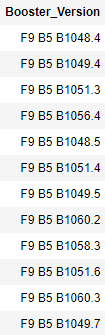 Booster_Version
F9 B5 B1048.4
F9 B5 B1049.4
F9 B5 B1051.3
F9 B5 B1056.4
F9 B5 B1048.5
F9 B5 B1051.4
F9 B5 B1049.5
F9 B5 B1060.2
F9 B5 B1058.3
F9 B5 B1051.6
F9 B5 B1060.3
F9 B5 B1049.7